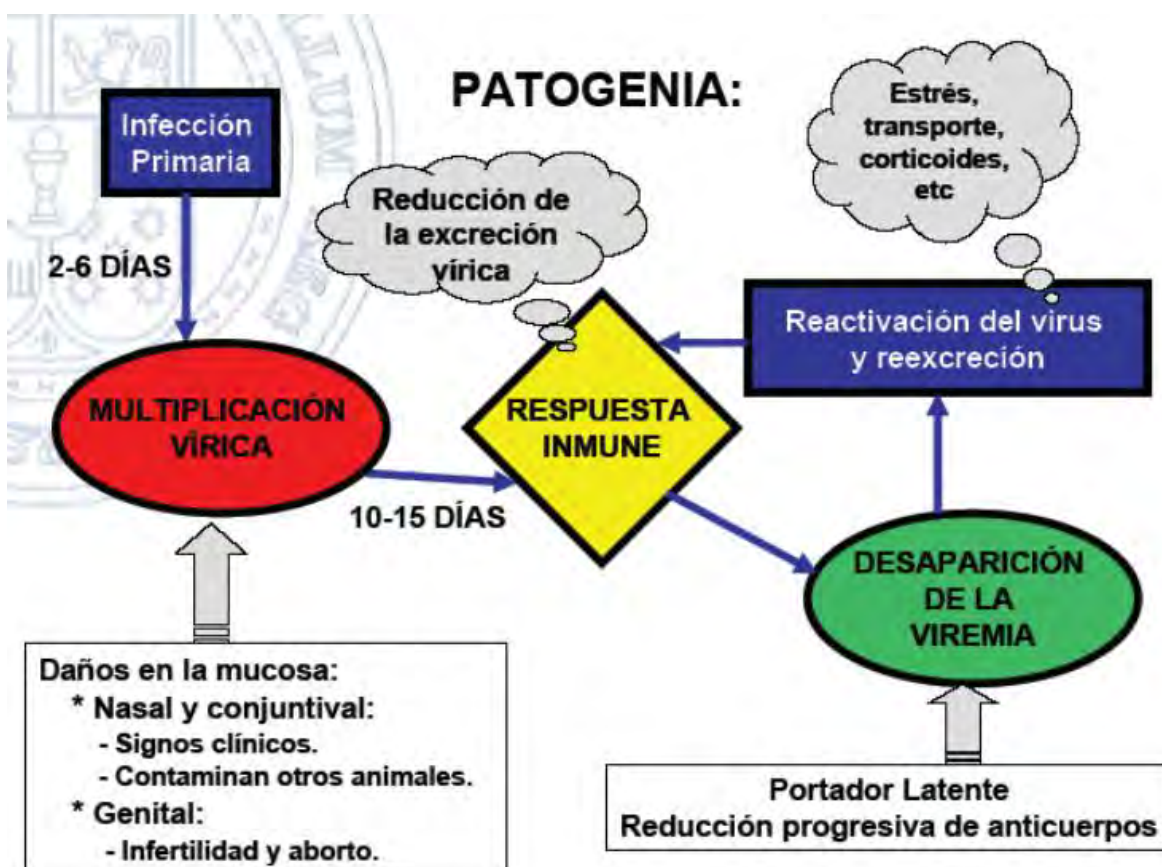 PATOGENIA:
Infección
Primaria
2-6 DÍAS
Reducción de
la excreción
vírica
Estrés,
transporte,
corticoides,
etc
Reactivación del virus
y reexcreción
MULTIPLICACIÓN
VÍRICA
10-15 DÍAS
RESPUESTA
INMUNE
DESAPARICIÓN
DE LA
VIREMIA
Daños en la mucosa:
* Nasal y conjuntival:
- Signos clínicos.
- Contaminan otros animales.
* Genital:
- Infertilidad y aborto.
Portador Latente
Reducción progresiva de anticuerpos